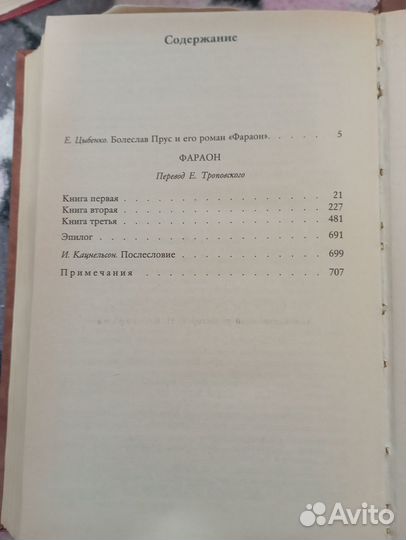 Содержание
Е. Цыбенко. Болеслав Прус и его роман «Фараон». . . . . 5
ФАРАОН
Перевод Е. Троповского
Книга первая . . . . . . . . . . . . . . 21
Книга вторая . . . . . . . . . . . . . . 227
Книга третья . . . . . . . . . . . . . . 481
Эпилог . . . . . . . . . . . . . . . . 691
И. Кацнельсон. Послесловие . . . . . . . . . . 699
Примечания . . . . . . . . . . . . . . 707
Avito